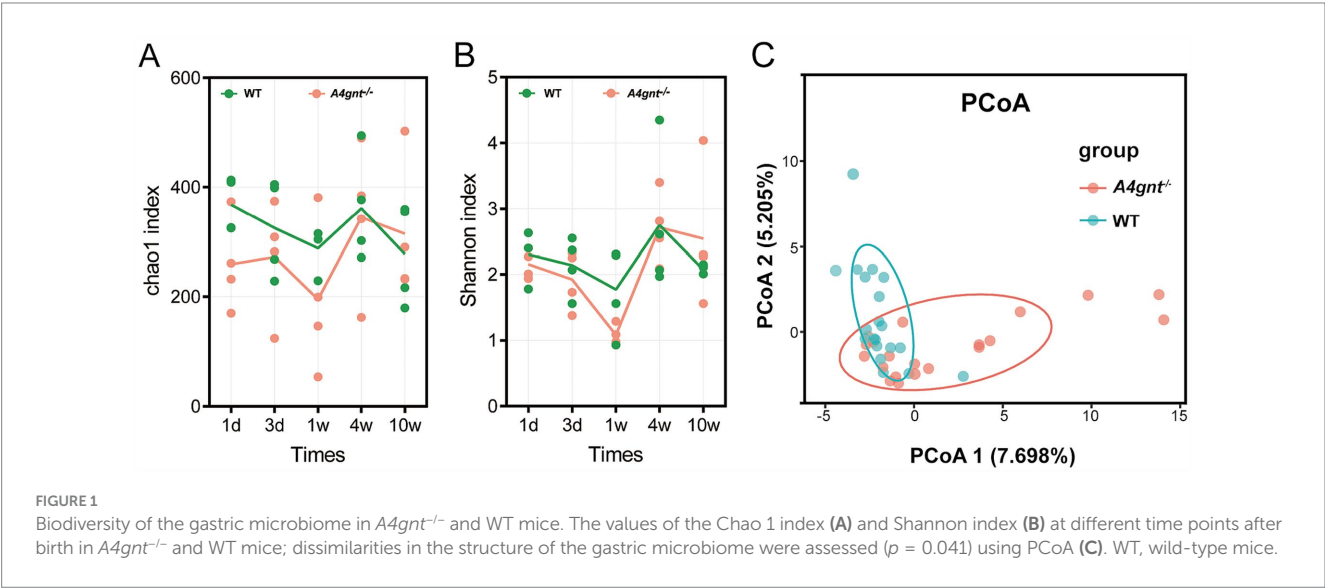 A
600
400
200
0
chao1 index
WT
A4gnt-/-
1d
3d
1w
4w
10w
Times
B
5
4
3
2
1
0
Shannon index
WT
A4gnt-/-
1d
3d
1w
4w
10w
Times
C
PCoA
group
A4gnt-/-
WT
10
5
0
PCoA 2 (5.205%)
-5
0
5
10
15
PCoA 1 (7.698%)
FIGURE 1
Biodiversity of the gastric microbiome in A4gnt−/− and WT mice. The values of the Chao 1 index (A) and Shannon index (B) at different time points after
birth in A4gnt−/− and WT mice; dissimilarities in the structure of the gastric microbiome were assessed (p = 0.041) using PCoA (C). WT, wild-type mice.